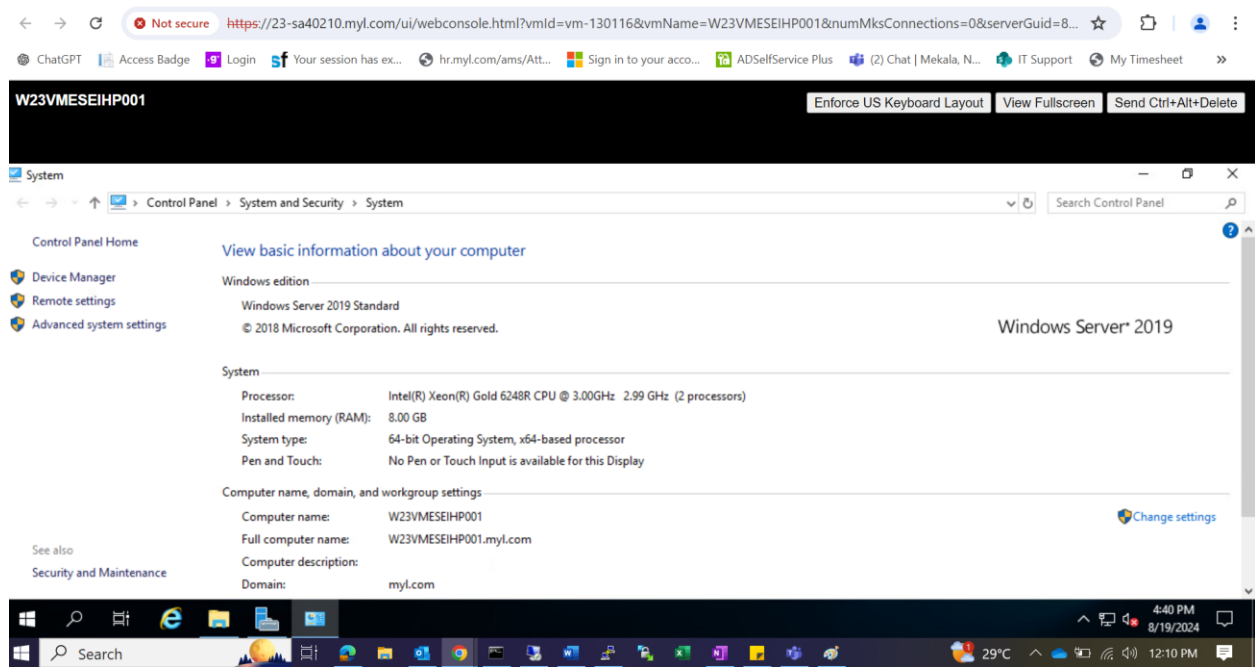 Not secure https://23-sa40210.myl.com/ui/webconsole.html?vmId=vm-130116&vmName=W23VMESEIHP001&numMksConnections=0&serverGuid=8...
ChatGPT Access Badge Login Your session has ex... hr.myl.com/ams/Att... Sign in to your acco... ADSelfService Plus (2) Chat | Mekala, N... IT Support My Timesheet »
W23VMESEIHP001 Enforce US Keyboard Layout View Fullscreen Send Ctrl+Alt+Delete
System
Control Panel > System and Security > System Search Control Panel
Control Panel Home
Device Manager
Remote settings
Advanced system settings
See also
Security and Maintenance
View basic information about your computer
Windows edition
Windows Server 2019 Standard
© 2018 Microsoft Corporation. All rights reserved.
Windows Server 2019
System
Processor: Intel(R) Xeon(R) Gold 6248R CPU @ 3.00GHz 2.99 GHz (2 processors)
Installed memory (RAM): 8.00 GB
System type: 64-bit Operating System, x64-based processor
Pen and Touch: No Pen or Touch Input is available for this Display
Computer name, domain, and workgroup settings
Computer name: W23VMESEIHP001 Change settings
Full computer name: W23VMESEIHP001.myl.com
Computer description:
Domain: myl.com
4:40 PM
8/19/2024
Search 29°C 12:10 PM